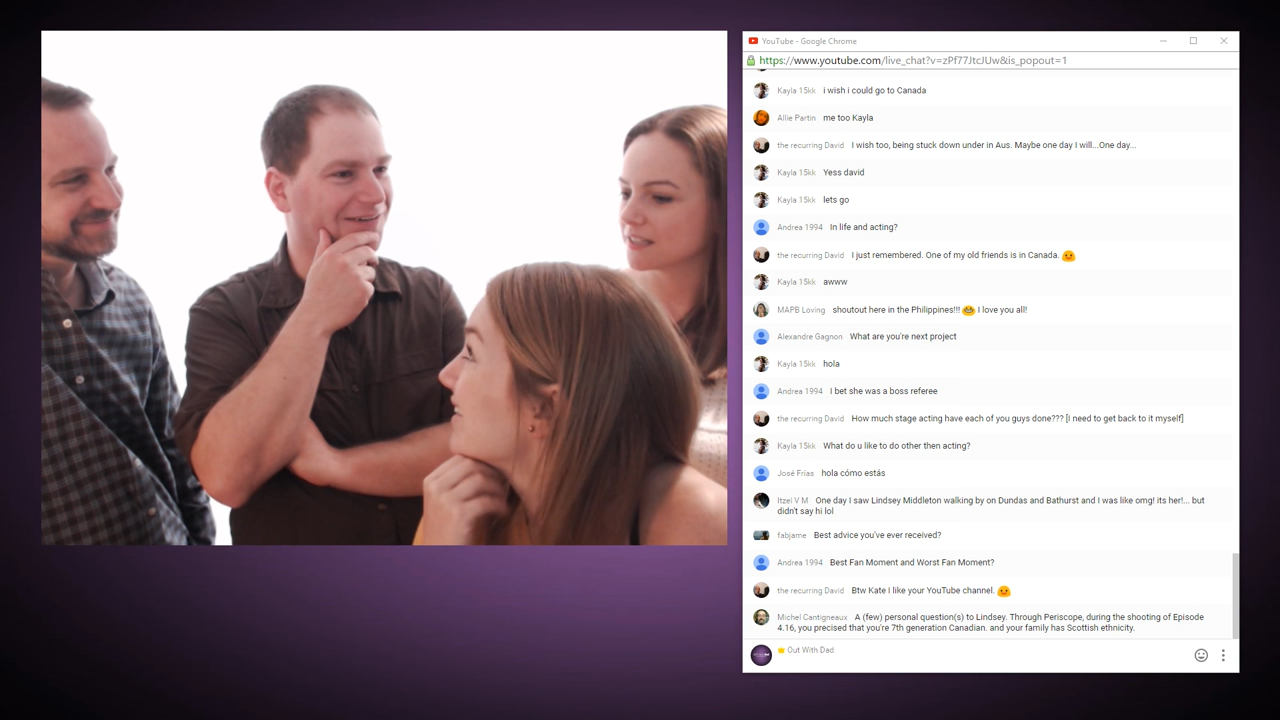 YouTube - Google Chrome
https://www.youtube.com/live_chat?v=zPf77JtcJUw&is_popout=1
Kayla 15kk i wish i could go to Canada
Allie Partin me too Kayla
the recurring David I wish too, being stuck down under in Aus. Maybe one day I will...One day...
Kayla 15kk Yess david
Kayla 15kk lets go
Andrea 1994 In life and acting?
the recurring David I just remembered. One of my old friends is in Canada.
Kayla 15kk awww
MAPB Loving shoutout here in the Philippines!!! I love you all!
Alexandre Gagnon What are you're next project
Kayla 15kk hola
Andrea 1994 I bet she was a boss referee
the recurring David How much stage acting have each of you guys done??? [i need to get back to it myself]
Kayla 15kk What do u like to do other then acting?
José Frías hola cómo estás
Itzel V M One day I saw Lindsey Middleton walking by on Dundas and Bathurst and I was like omg! its her!... but
didn't say hi lol
fabjame Best advice you've ever received?
Andrea 1994 Best Fan Moment and Worst Fan Moment?
the recurring David Btw Kate I like your YouTube channel.
Michel Cantigneaux A (few) personal question(s) to Lindsey. Through Periscope, during the shooting of Episode
4.16, you precised that you're 7th generation Canadian. and your family has Scottish ethnicity.
Out With Dad